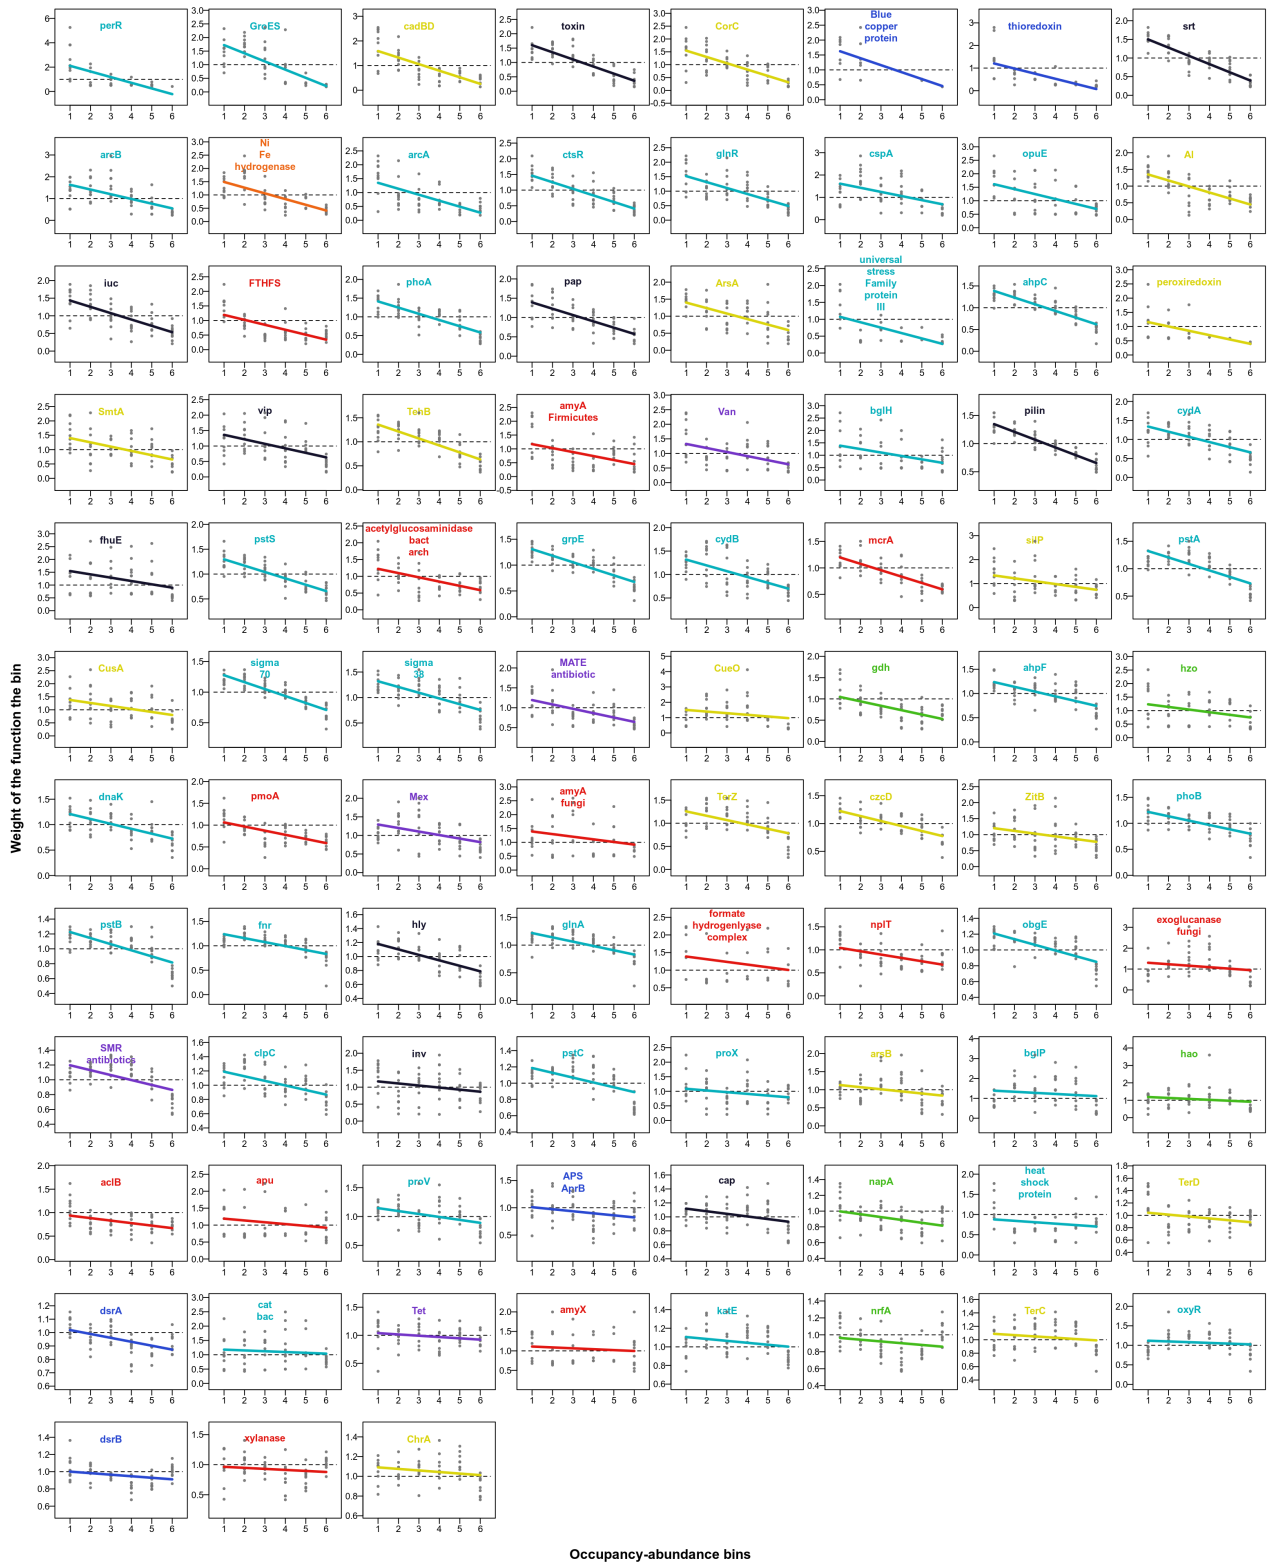 perR
GroES
cadBD
toxin
CorC
Blue
copper
protein
thioredoxin
srt
arcB
Ni
Fe
hydrogenase
arcA
ctsR
glnR
cspA
opuE
Al
iuc
FTHFS
phoA
pap
ArsA
universal
stress
Family
protein
III
ahpC
peroxiredoxin
SmtA
vip
TehB
amyA
Firmicutes
Van
bglH
pilin
cydA
fhuE
pstS
acetylglucosaminidase
bact
arch
grpE
cydB
mcrA
silP
pstA
CusA
sigma
70
sigma
38
MATE
antibiotic
CueO
gdh
ahpF
hzo
dnaK
pmoA
Mex
amyA
fungi
TerZ
czcD
ZitB
phoB
pstB
fnr
hly
glnA
formate
hydrogenlyase
complex
nplT
obgE
exoglucanase
fungi
SMR
antibiotics
clpC
inv
pstC
proX
arsB
bglP
hao
aclB
apu
proV
APS
AprB
cap
napA
heat
shock
protein
TerD
dsrA
cat
bac
Tet
amyX
katE
nrfA
TerC
oxyR
dsrB
xylanase
ChrA
Weight of the function the bin
Occupancy-abundance bins